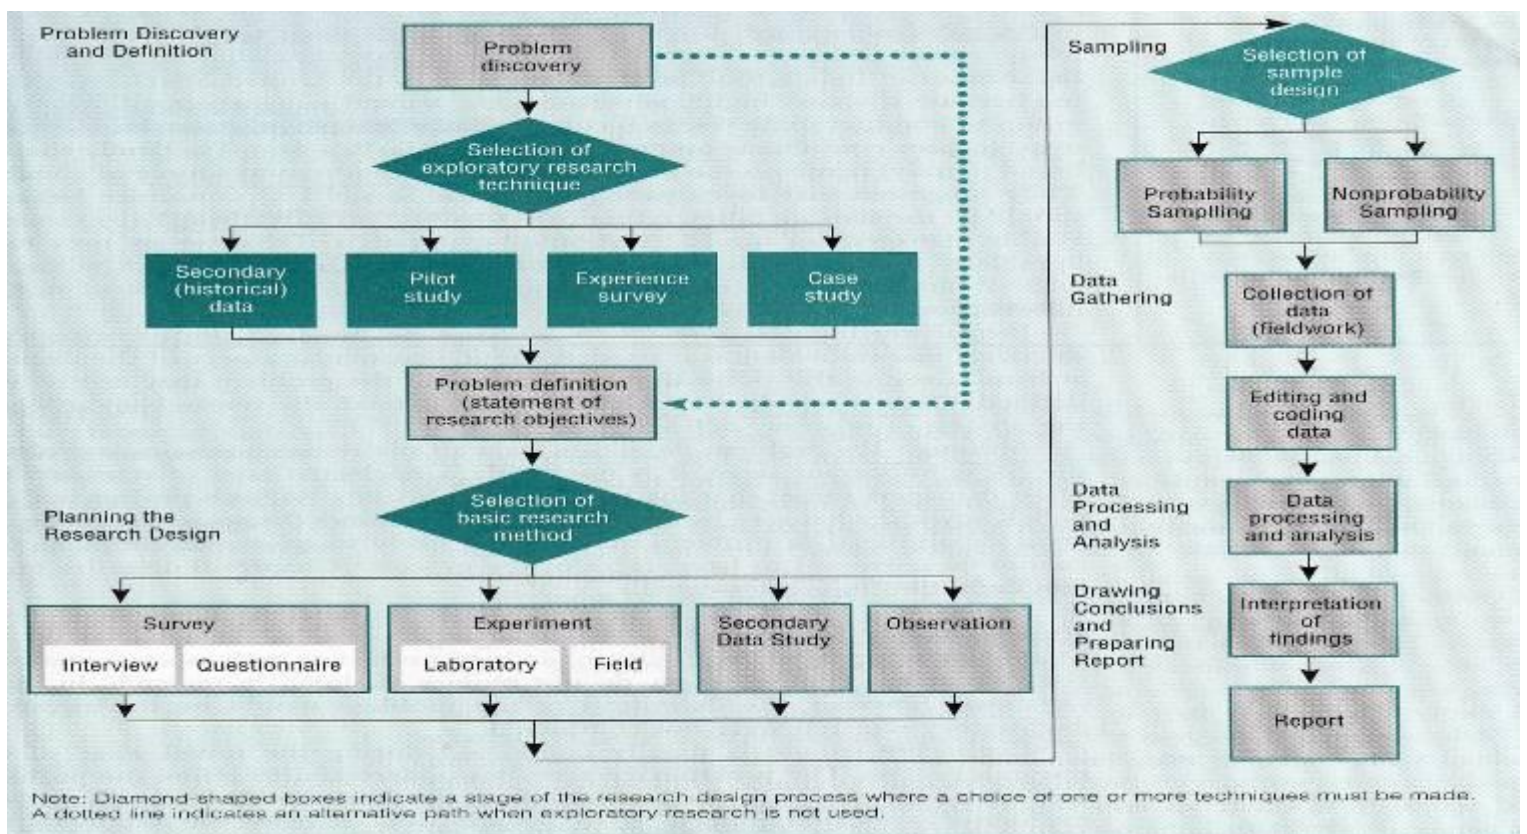 Problem Discovery
and Definition
Problem
discovery
Selection of
exploratory research
technique
Secondary
(historical)
data
Pilot
study
Experience
survey
Case
study
Problem definition
(statement of
research objectives)
Planning the
Research Design
Selection of
basic research
method
Survey
Interview
Questionnaire
Experiment
Laboratory
Field
Secondary
Data Study
Observation
Sampling
Selection of
sample
design
Probability
Samplling
Nonprobability
Sampling
Data
Gathering
Collection of
data
(fieldwork)
Editing and
coding
data
Data
Processing
and
Analysis
Data
processing
and analysis
Drawing
Conclusions
and
Preparing
Report
Interpretation
of
findings
Report
Note: Diamond-shaped boxes indicate a stage of the research design process where a choice of one or more techniques must be made.
A dotted line indicates an alternative path when exploratory research is not used.